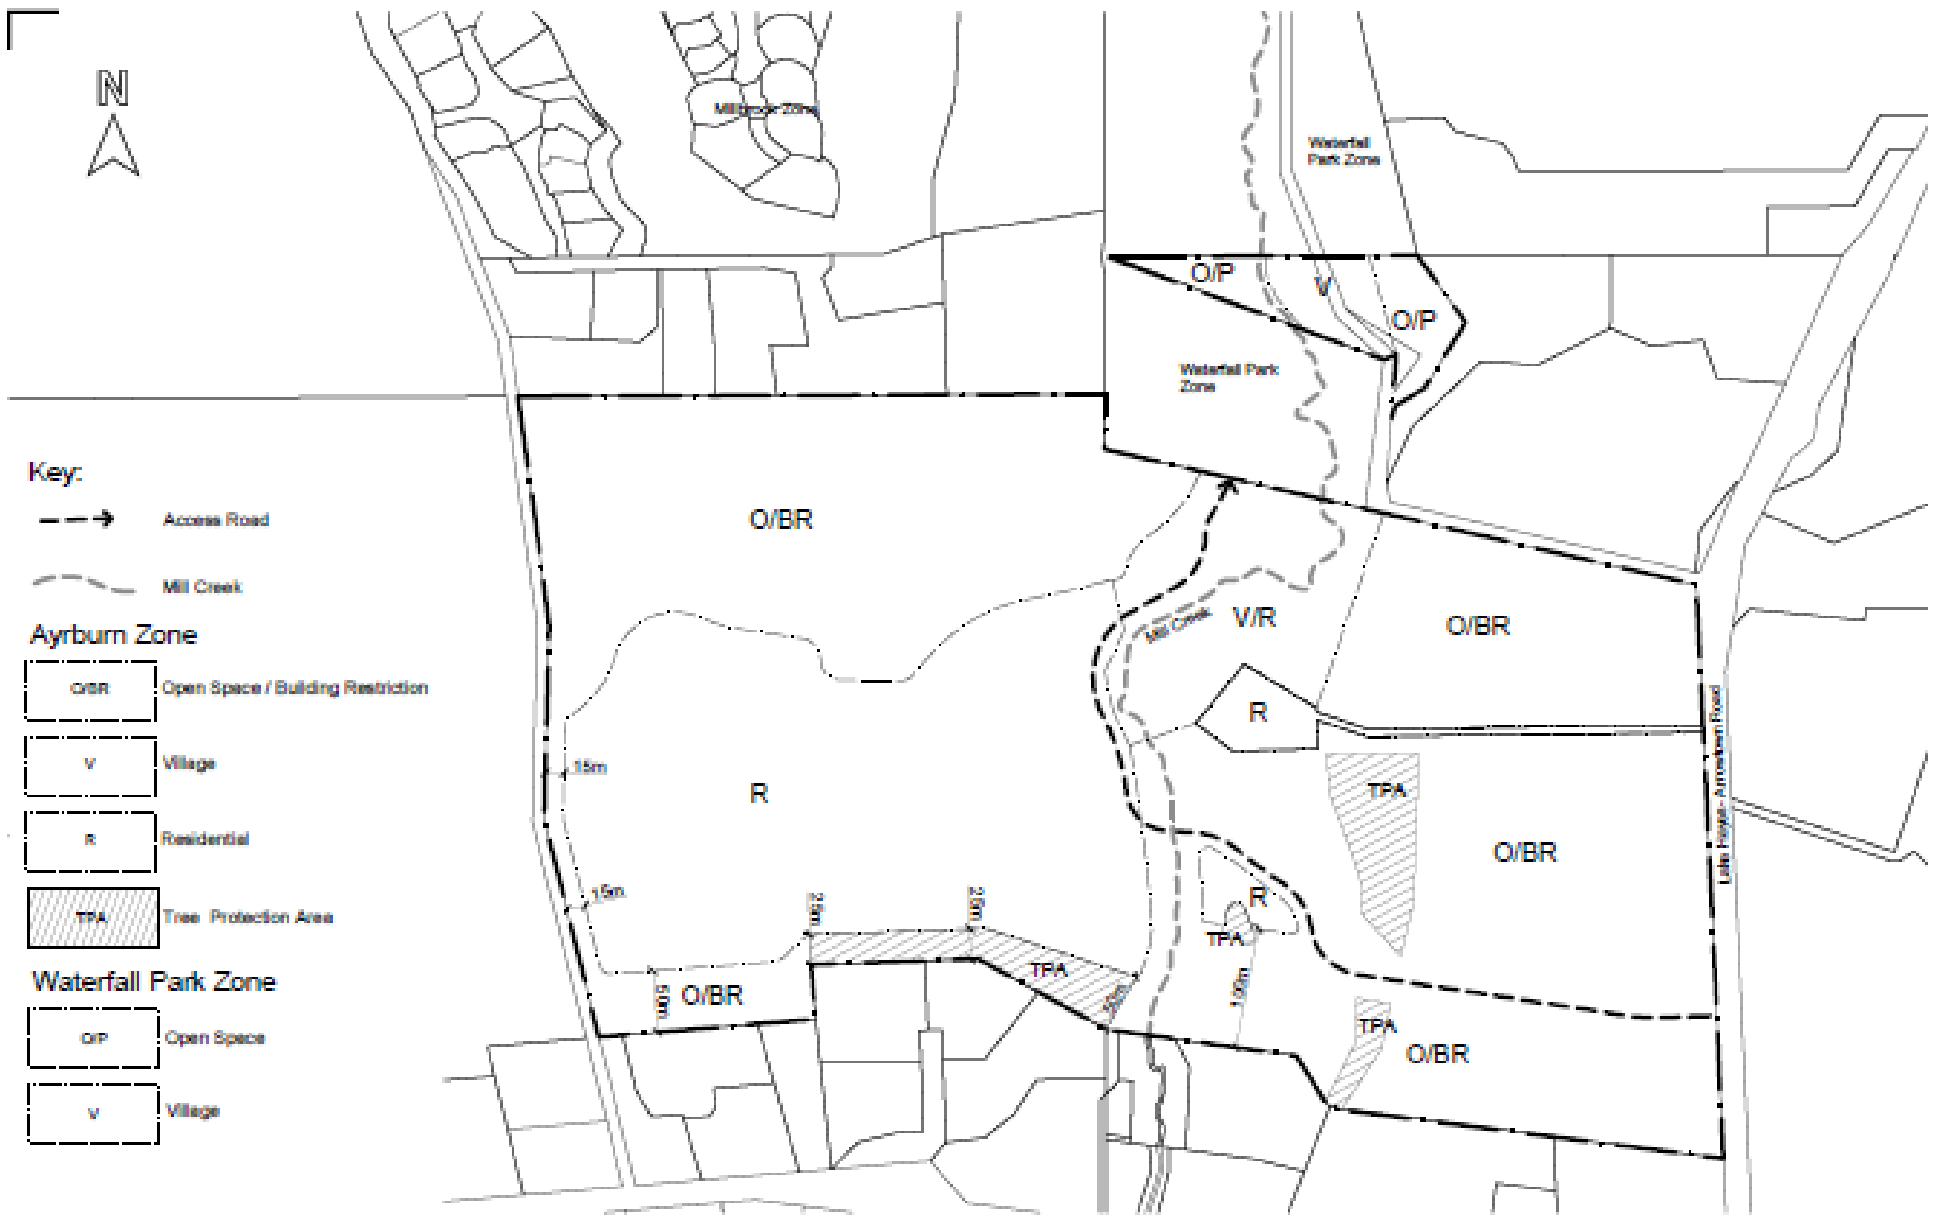 N
Millbrook Zone
Waterfall
Park Zone
O/P
V
O/P
Waterfall Park
Zone
Key:
Access Road
Mill Creek
Ayrburn Zone
O/BR
Open Space / Building Restriction
V
Village
R
Residential
TPA
Tree Protection Area
Waterfall Park Zone
O/P
Open Space
V
Village
O/BR
Mill Creek
V/R
O/BR
R
R
15m
15m
25m
25m
TPA
50m
O/BR
50m
TPA
O/BR
R
TPA
100m
TPA
O/BR
Lake Hayes - Arrowtown Road